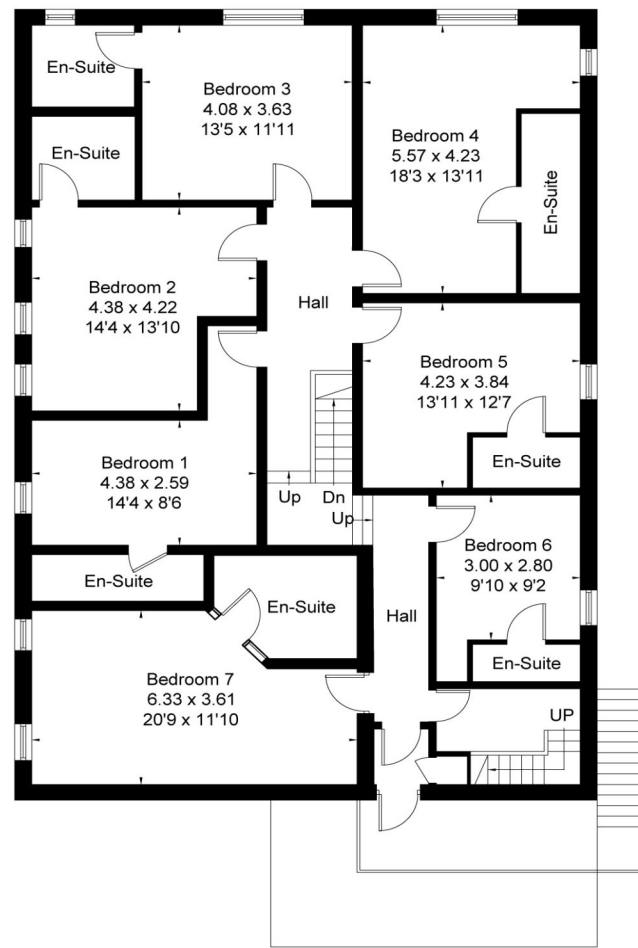 En-Suite
Bedroom 3
4.08 x 3.63
13'5 x 11'11
Bedroom 4
5.57 x 4.23
18'3 x 13'11
En-Suite
En-Suite
Bedroom 2
4.38 x 4.22
14'4 x 13'10
Hall
Bedroom 5
4.23 x 3.84
13'11 x 12'7
En-Suite
Bedroom 1
4.38 x 2.59
14'4 x 8'6
Up
Dn
Up
En-Suite
En-Suite
Bedroom 6
3.00 x 2.80
9'10 x 9'2
Hall
En-Suite
Bedroom 7
6.33 x 3.61
20'9 x 11'10
UP